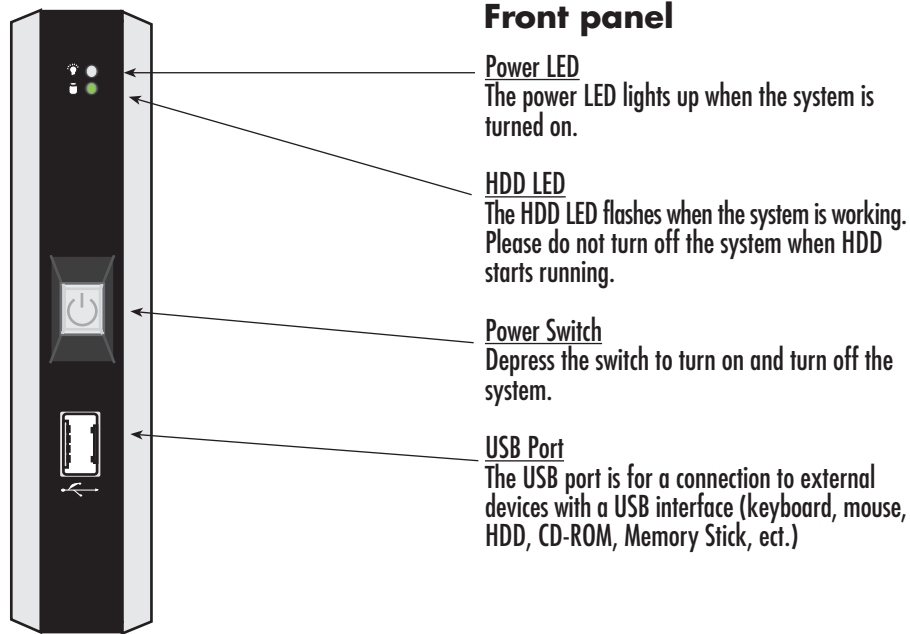 Front panel
Power LED
The power LED lights up when the system is
turned on.
HDD LED
The HDD LED flashes when the system is working.
Please do not turn off the system when HDD
starts running.
Power Switch
Depress the switch to turn on and turn off the
system.
USB Port
The USB port is for a connection to external
devices with a USB interface (keyboard, mouse,
HDD, CD-ROM, Memory Stick, ect.)